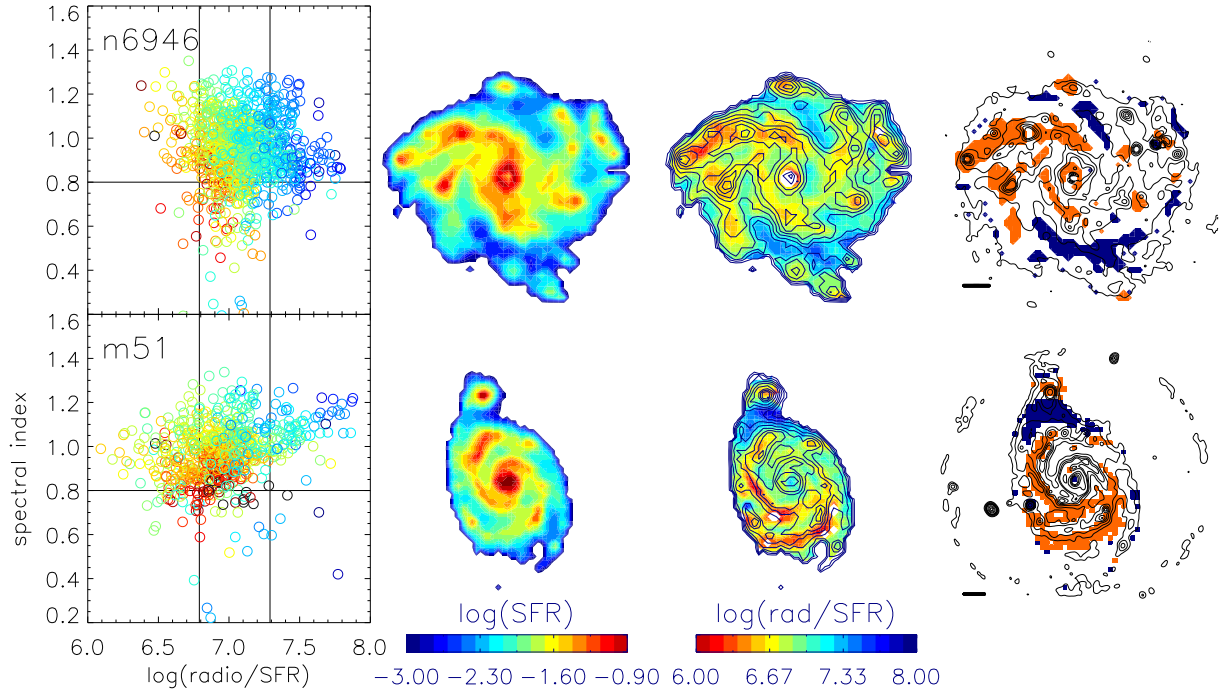 n6946
1.6
1.4
1.2
1.0
0.8
0.6
0.4
m51
1.6
1.4
1.2
1.0
0.8
0.6
0.4
0.2
spectral index
6.0 6.5 7.0 7.5 8.0
log(radio/SFR)
log(SFR)
−3.00 −2.30 −1.60 −0.90
log(rad/SFR)
6.00 6.67 7.33 8.00